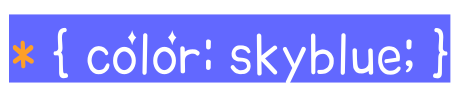 * { color: skyblue; }